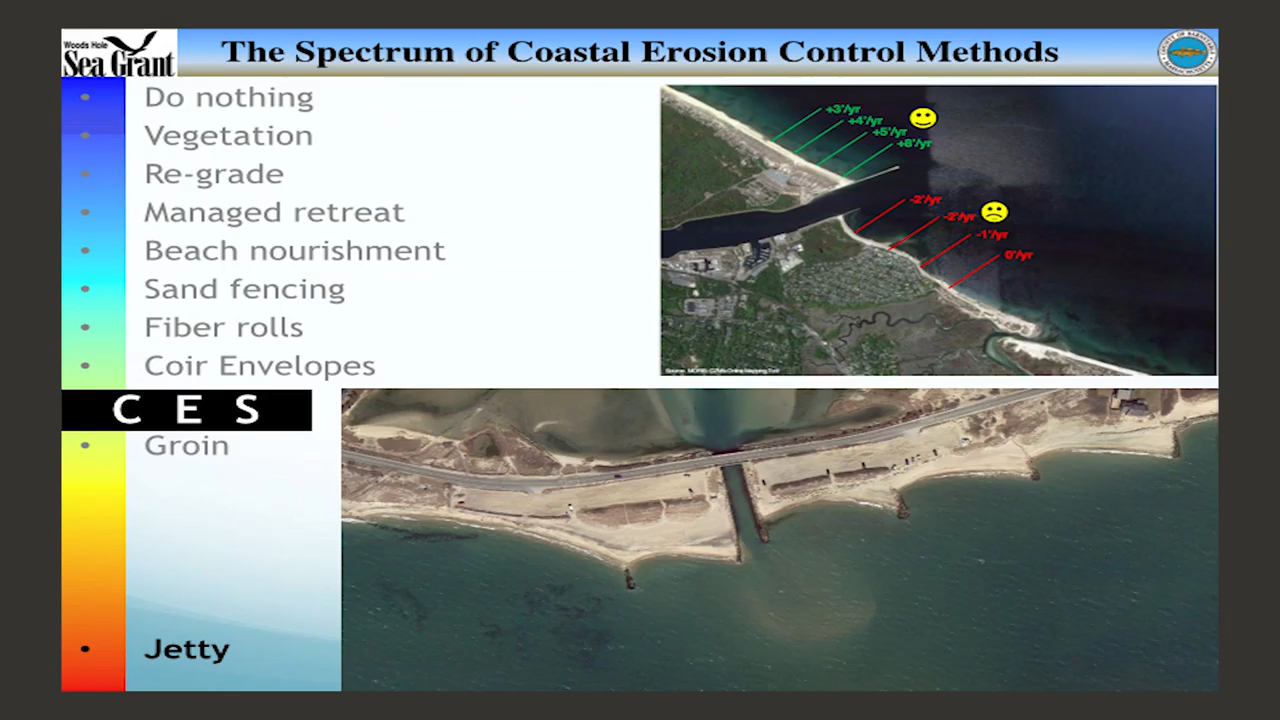 Woods Hole
Sea Grant
The Spectrum of Coastal Erosion Control Methods
• Do nothing
• Vegetation
• Re-grade
• Managed retreat
• Beach nourishment
• Sand fencing
• Fiber rolls
• Coir Envelopes
C E S
• Groin
• Jetty
+3'/yr
+4'/yr
+5'/yr
+8'/yr
-2'/yr
-2'/yr
-1'/yr
0'/yr